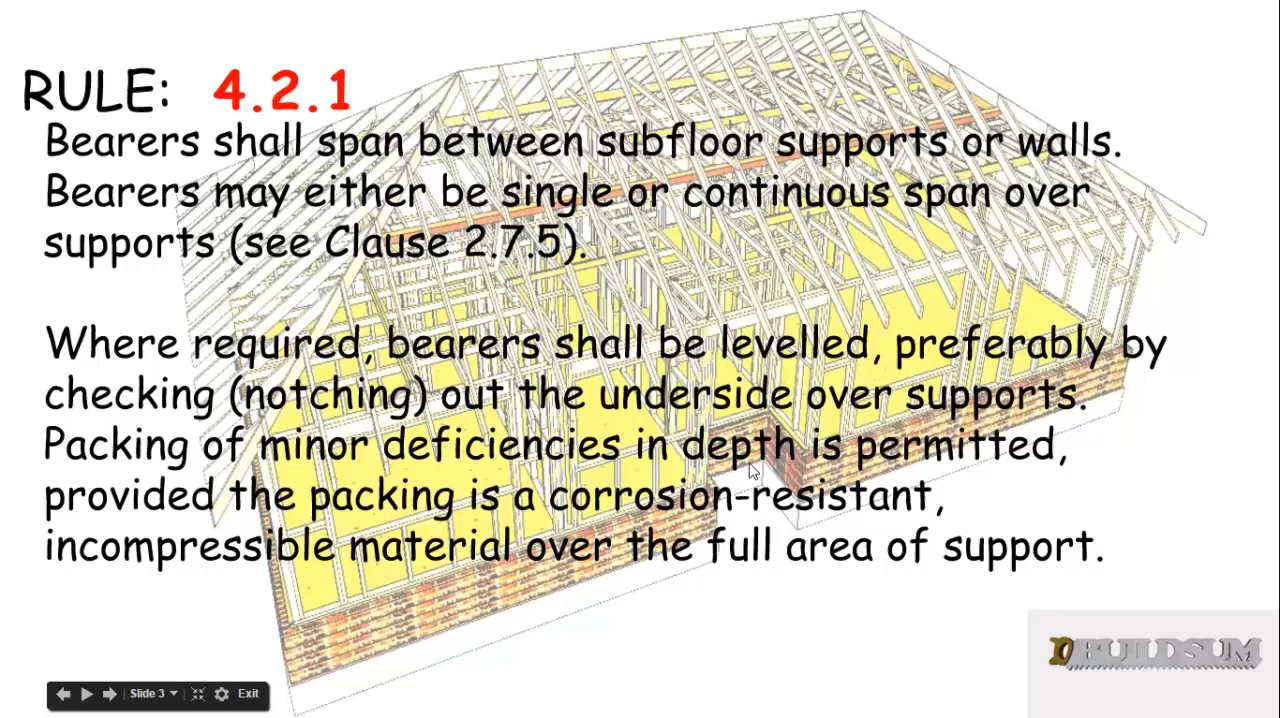 RULE: 4.2.1
Bearers shall span between subfloor supports or walls.
Bearers may either be single or continuous span over
supports (see Clause 2.7.5).
Where required, bearers shall be levelled, preferably by
checking (notching) out the underside over supports.
Packing of minor deficiencies in depth is permitted,
provided the packing is a corrosion-resistant,
incompressible material over the full area of support.
BUILDSUM
Slide 3 Exit